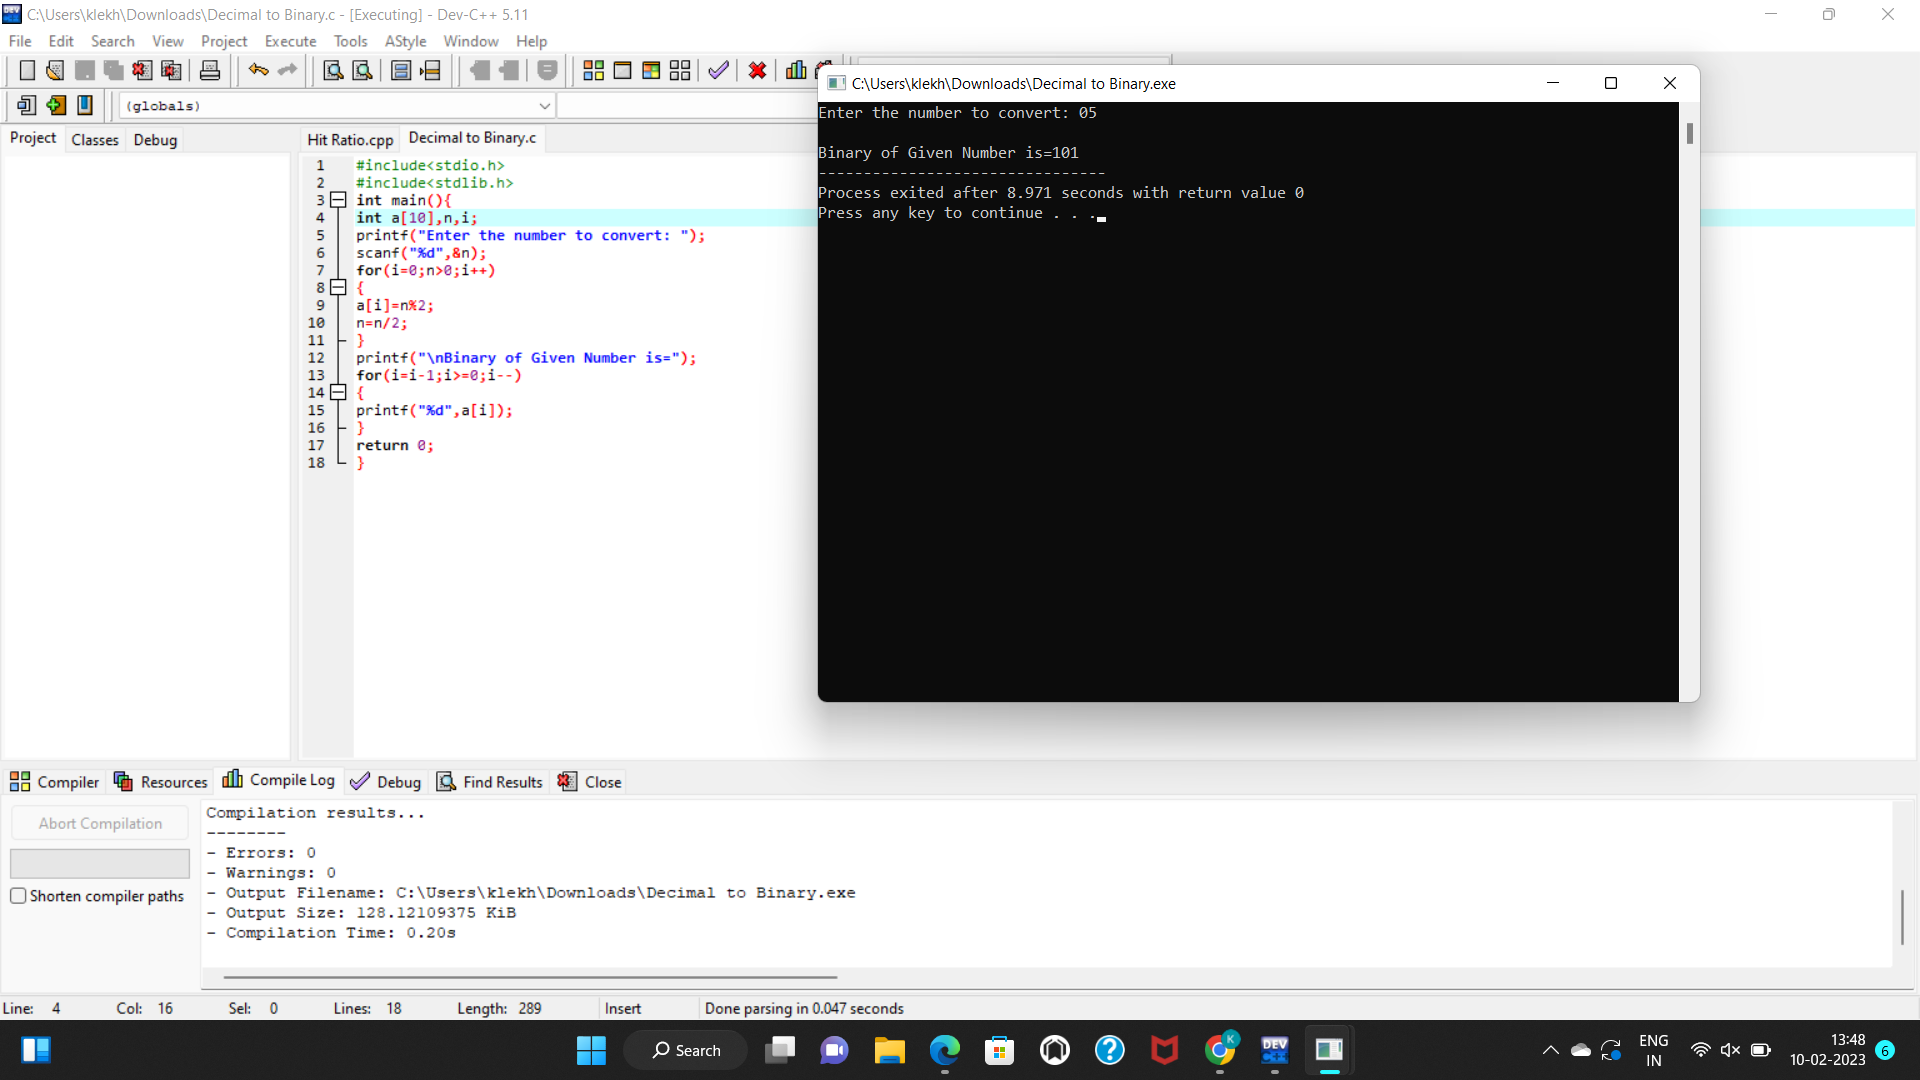 C:\Users\klekh\Downloads\Decimal to Binary.c - [Executing] - Dev-C++ 5.11
File Edit Search View Project Execute Tools AStyle Window Help
(globals)
Project Classes Debug
Hit Ratio.cpp Decimal to Binary.c
1 #include<stdio.h>
2 #include<stdlib.h>
3 int main(){
4 int a[10],n,i;
5 printf("Enter the number to convert: ");
6 scanf("%d",&n);
7 for(i=0;n>0;i++)
8 {
9 a[i]=n%2;
10 n=n/2;
11 }
12 printf("\nBinary of Given Number is=");
13 for(i=i-1;i>=0;i--)
14 {
15 printf("%d",a[i]);
16 }
17 return 0;
18 }
C:\Users\klekh\Downloads\Decimal to Binary.exe
Enter the number to convert: 05
Binary of Given Number is=101
--------------------------------
Process exited after 8.971 seconds with return value 0
Press any key to continue . . .
Compiler Resources Compile Log Debug Find Results Close
Abort Compilation
Shorten compiler paths
Compilation results...
--------
- Errors: 0
- Warnings: 0
- Output Filename: C:\Users\klekh\Downloads\Decimal to Binary.exe
- Output Size: 128.12109375 KiB
- Compilation Time: 0.20s
Line: 4 Col: 16 Sel: 0 Lines: 18 Length: 289 Insert Done parsing in 0.047 seconds
Search
K
DEV C++
ENG
IN
13:48
10-02-2023
6